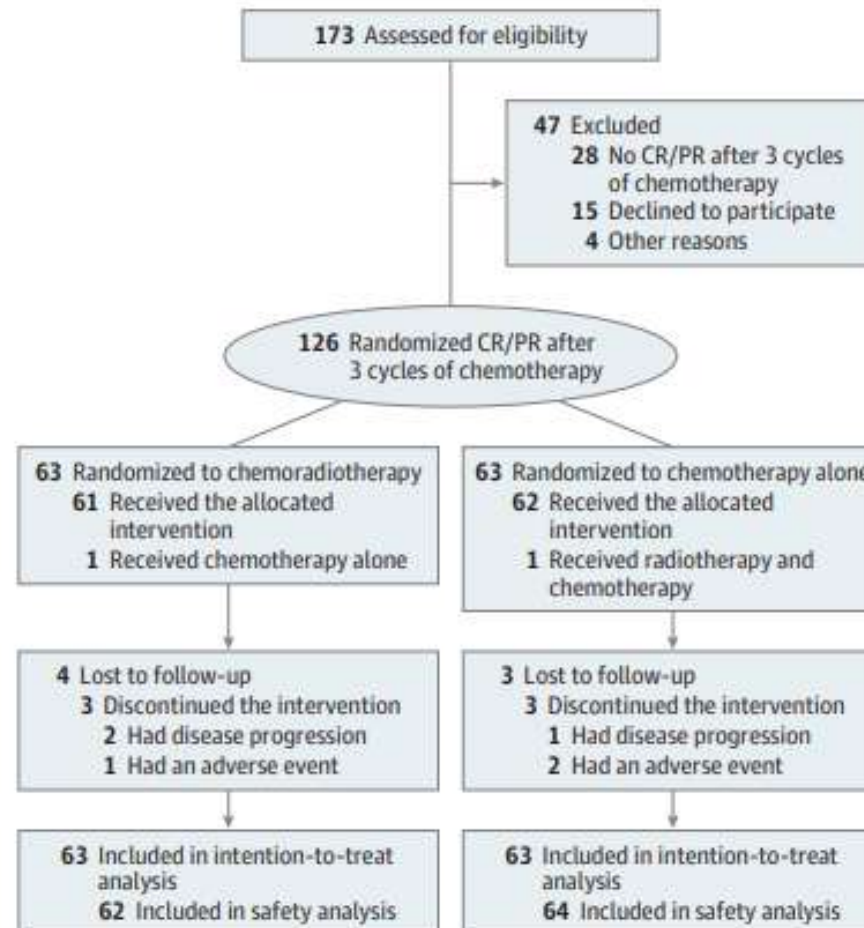 173 Assessed for eligibility
47 Excluded
28 No CR/PR after 3 cycles
of chemotherapy
15 Declined to participate
4 Other reasons
126 Randomized CR/PR after
3 cycles of chemotherapy
63 Randomized to chemoradiotherapy
61 Received the allocated
intervention
1 Received chemotherapy alone
63 Randomized to chemotherapy alone
62 Received the allocated
intervention
1 Received radiotherapy and
chemotherapy
4 Lost to follow-up
3 Discontinued the intervention
2 Had disease progression
1 Had an adverse event
3 Lost to follow-up
3 Discontinued the intervention
1 Had disease progression
2 Had an adverse event
63 Included in intention-to-treat
analysis
62 Included in safety analysis
63 Included in intention-to-treat
analysis
64 Included in safety analysis